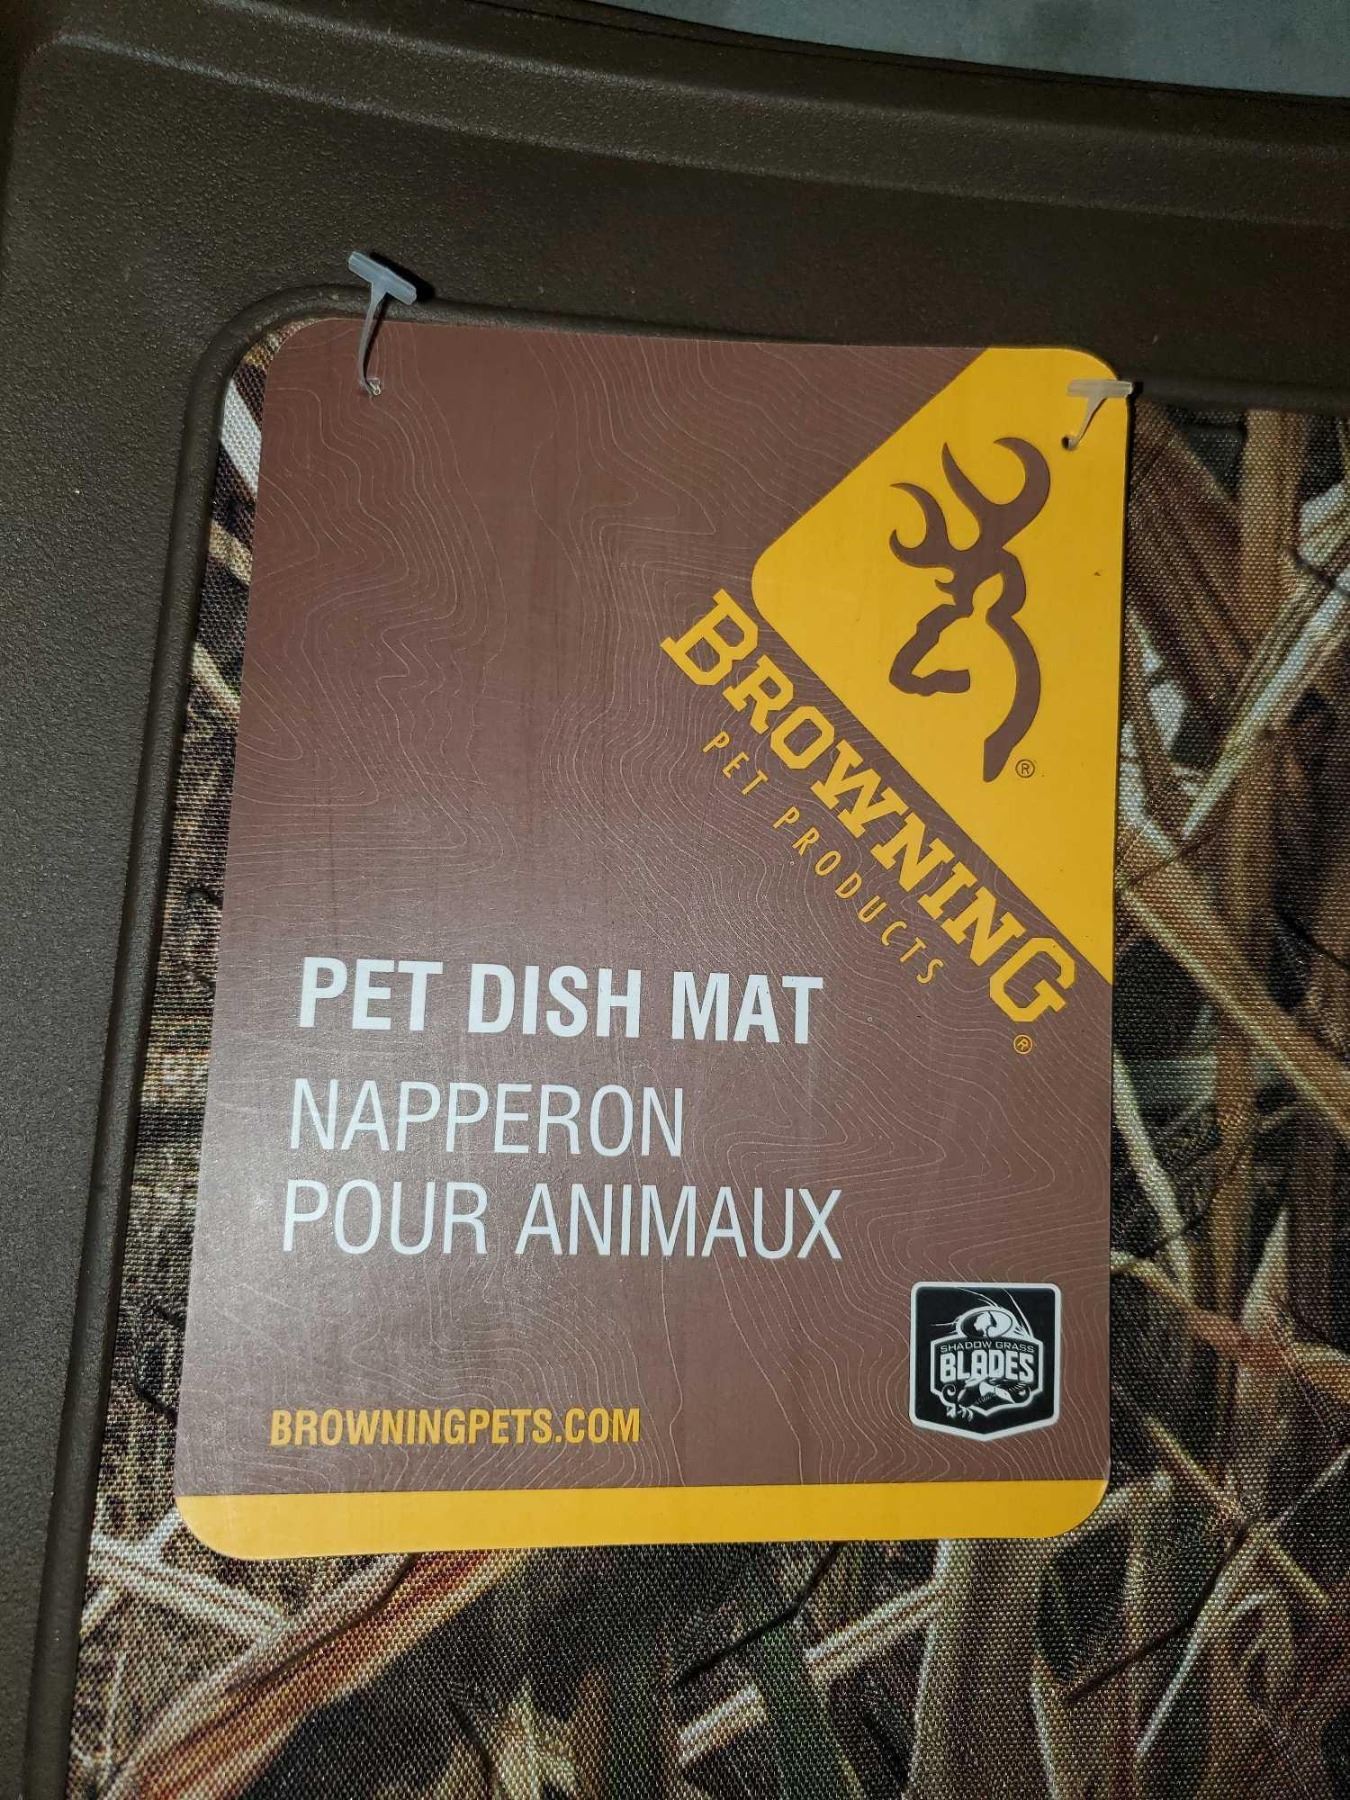 BROWNING
PET PRODUCTS
PET DISH MAT
NAPPERON
POUR ANIMAUX
SHADOW GRASS
BLADES
BROWNINGPETS.COM